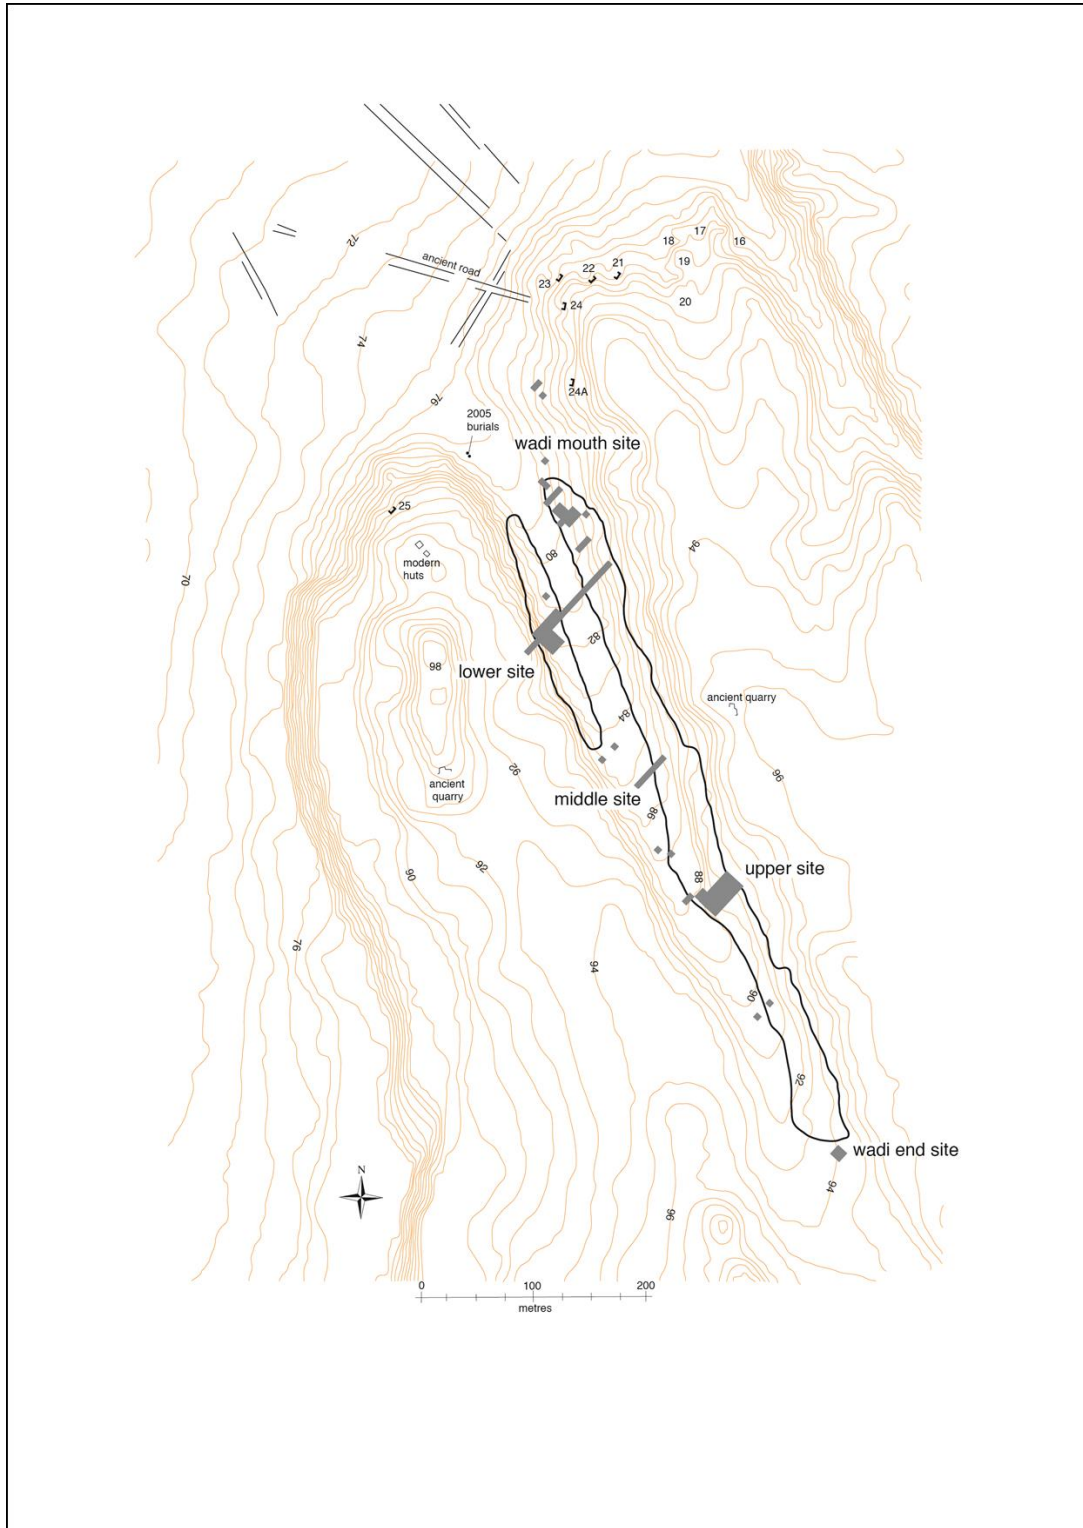 17
18
16
72
ancient road
19
21
22
23
20
24
74
76
24A
2005
burials
wadi mouth site
25
94
80
modern
huts
70
82
98
lower site
ancient quarry
84
92
96
ancient
quarry
middle site
86
92
90
88
upper site
76
94
90
92
wadi end site
94
N
96
0 100 200
metres